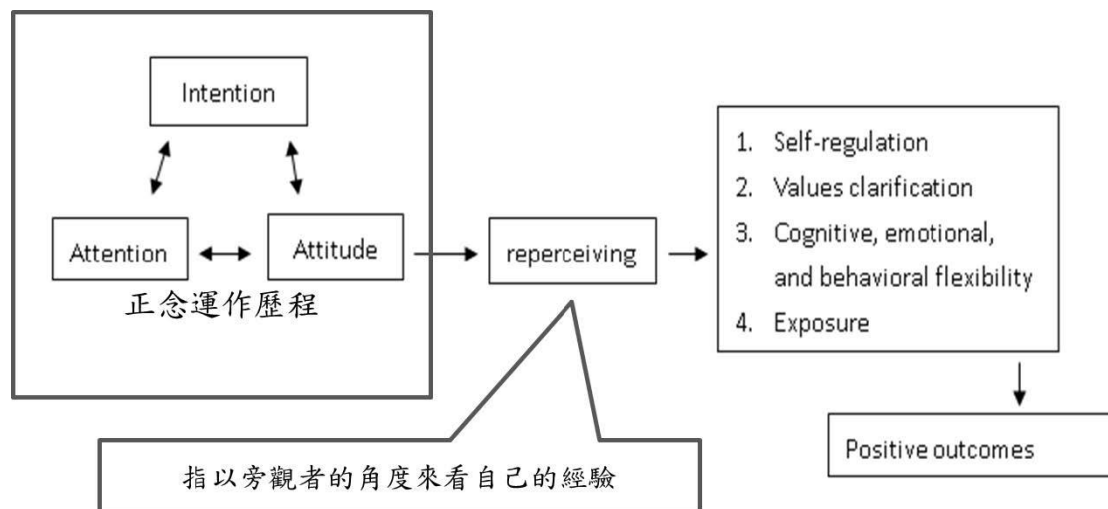 Intention
Attention
Attitude
正念運作歷程
reperceiving
1. Self-regulation
2. Values clarification
3. Cognitive, emotional,
and behavioral flexibility
4. Exposure
Positive outcomes
指以旁觀者的角度來看自己的經驗